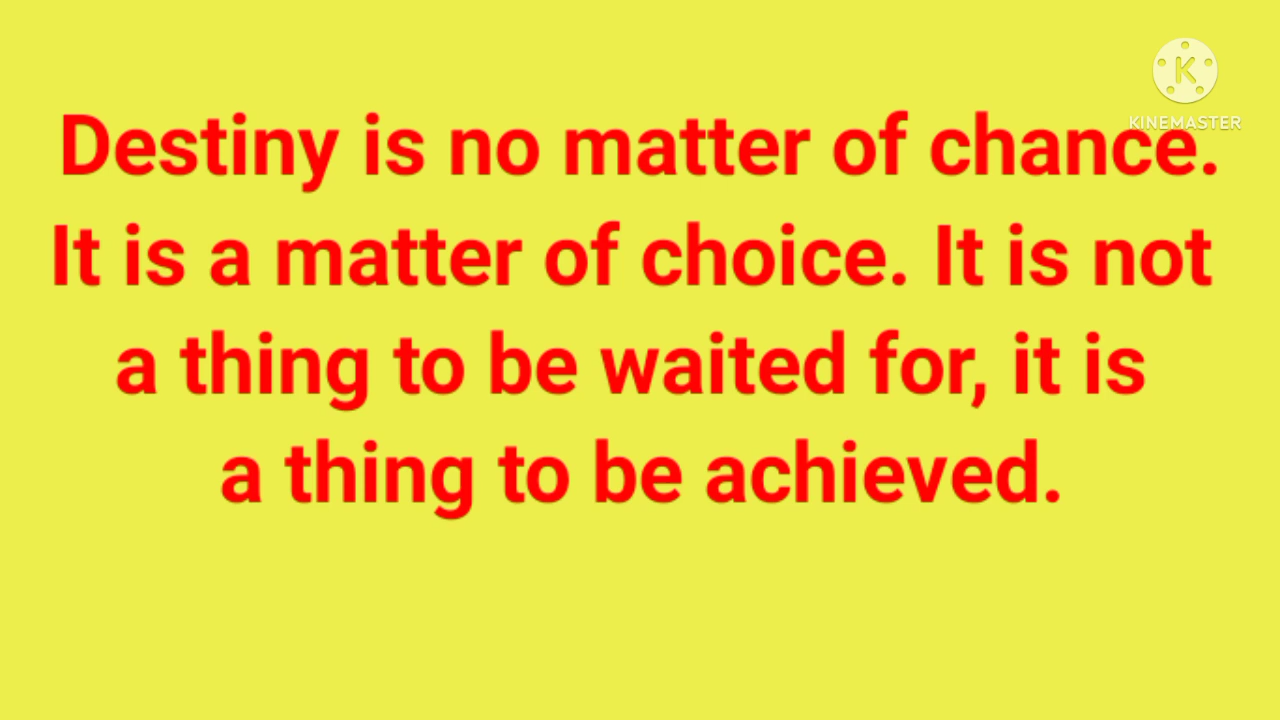 K
KINEMASTER
Destiny is no matter of chance.
It is a matter of choice. It is not
a thing to be waited for, it is
a thing to be achieved.